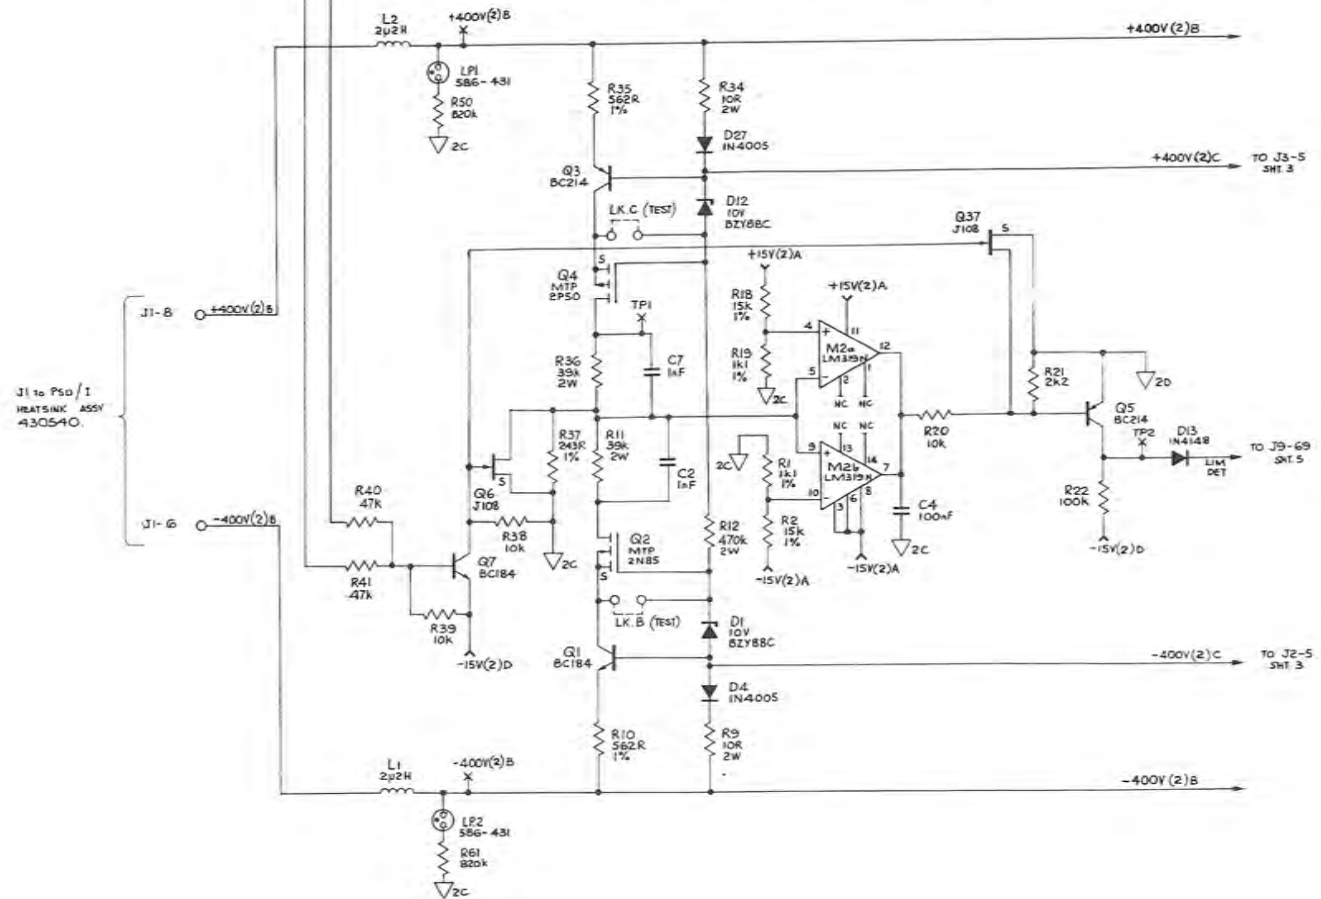 L2
2µ2H
+400V(2)B
+400V(2)B
LP1
586-431
R50
820k
2C
R35
562R
1%
R34
10R
2W
D27
1N4005
+400V(2)C
TO J3-5
SHT. 3
Q3
BC214
D12
10V
BZY88C
LK.C (TEST)
Q37
J108
S
S
Q4
MTP
2P50
TP1
+15V(2)A
R18
15k
1%
+15V(2)A
11
4
+
M2a
LM319N
12
5
-
1
2
R19
1k1
1%
2C
NC
NC
NC
NC
J1-8
+400V(2)B
R36
39k
2W
C7
1nF
R21
2k2
2D
J1 to PSD/I
HEATSINK ASSY
430540.
Q5
BC214
R20
10k
TP2
D13
1N4148
LIM
DET
TO J9-69
SHT. 5
R37
243R
1%
R11
39k
2W
C2
1nF
2C
R1
1k1
1%
9
+
13
14
M2b
LM319N
7
10
-
3
6
8
Q6
J108
S
R22
100k
-15V(2)D
C4
100nF
2C
R40
47k
J1-6
-400V(2)B
R38
10k
2C
Q2
MTP
2N85
S
R12
470k
2W
R2
15k
1%
-15V(2)A
-15V(2)A
Q7
BC184
R41
47k
R39
10k
-15V(2)D
LK.B (TEST)
D1
10V
BZY88C
Q1
BC184
-400V(2)C
TO J2-5
SHT. 3
D4
1N4005
R10
562R
1%
R9
10R
2W
L1
2µ2H
-400V(2)B
-400V(2)B
LP2
586-431
R61
820k
2C